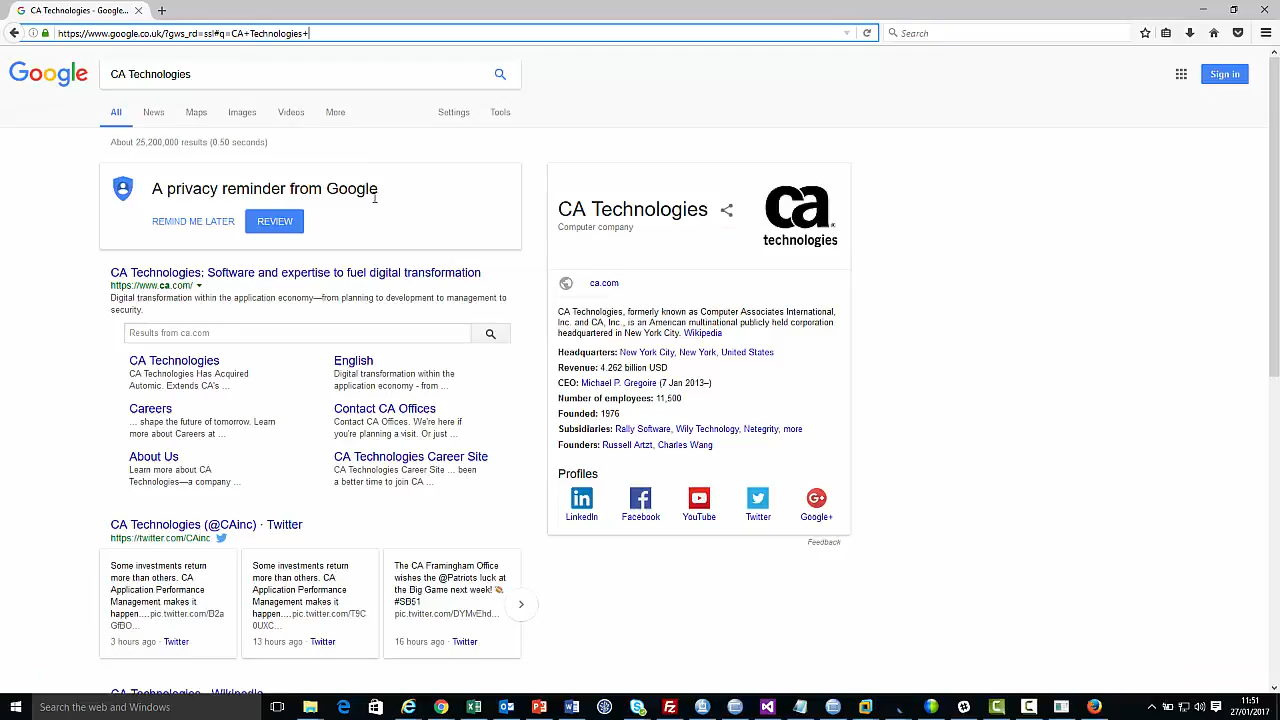 CA Technologies - Google...
https://www.google.co.uk/?gws_rd=ssl#q=CA+Technologies+
Search
Google
CA Technologies
Sign in
All News Maps Images Videos More Settings Tools
About 25,200,000 results (0.50 seconds)
A privacy reminder from Google
REMIND ME LATER REVIEW
CA Technologies: Software and expertise to fuel digital transformation
https://www.ca.com/
Digital transformation within the application economy—from planning to development to management to
security.
Results from ca.com
CA Technologies
CA Technologies Has Acquired
Automic. Extends CA's ...
English
Digital transformation within the
application economy - from ...
Careers
... shape the future of tomorrow. Learn
more about Careers at ...
Contact CA Offices
Contact CA Offices. We're here if
you're planning a visit. Or just ...
About Us
Learn more about CA
Technologies—a company ...
CA Technologies Career Site
CA Technologies Career Site ... been
a better time to join CA ...
CA Technologies (@CAinc) · Twitter
https://twitter.com/CAinc
Some investments return
more than others. CA
Application Performance
Management makes it
happen....pic.twitter.com/B2a
GfBO...
3 hours ago · Twitter
Some investments return
more than others. CA
Application Performance
Management makes it
happen....pic.twitter.com/T9C
0UXC...
13 hours ago · Twitter
The CA Framingham Office
wishes the @Patriots luck at
the Big Game next week! 🏈
#SB51
pic.twitter.com/DYMvEhd...
16 hours ago · Twitter
CA Technologies - Wikipedia
CA Technologies
Computer company
ca
technologies
ca.com
CA Technologies, formerly known as Computer Associates International,
Inc. and CA, Inc., is an American multinational publicly held corporation
headquartered in New York City. Wikipedia
Headquarters: New York City, New York, United States
Revenue: 4.262 billion USD
CEO: Michael P. Gregoire (7 Jan 2013–)
Number of employees: 11,500
Founded: 1976
Subsidiaries: Rally Software, Wily Technology, Netegrity, more
Founders: Russell Artzt, Charles Wang
Profiles
LinkedIn Facebook YouTube Twitter Google+
Feedback
Search the web and Windows
11:51
27/01/2017